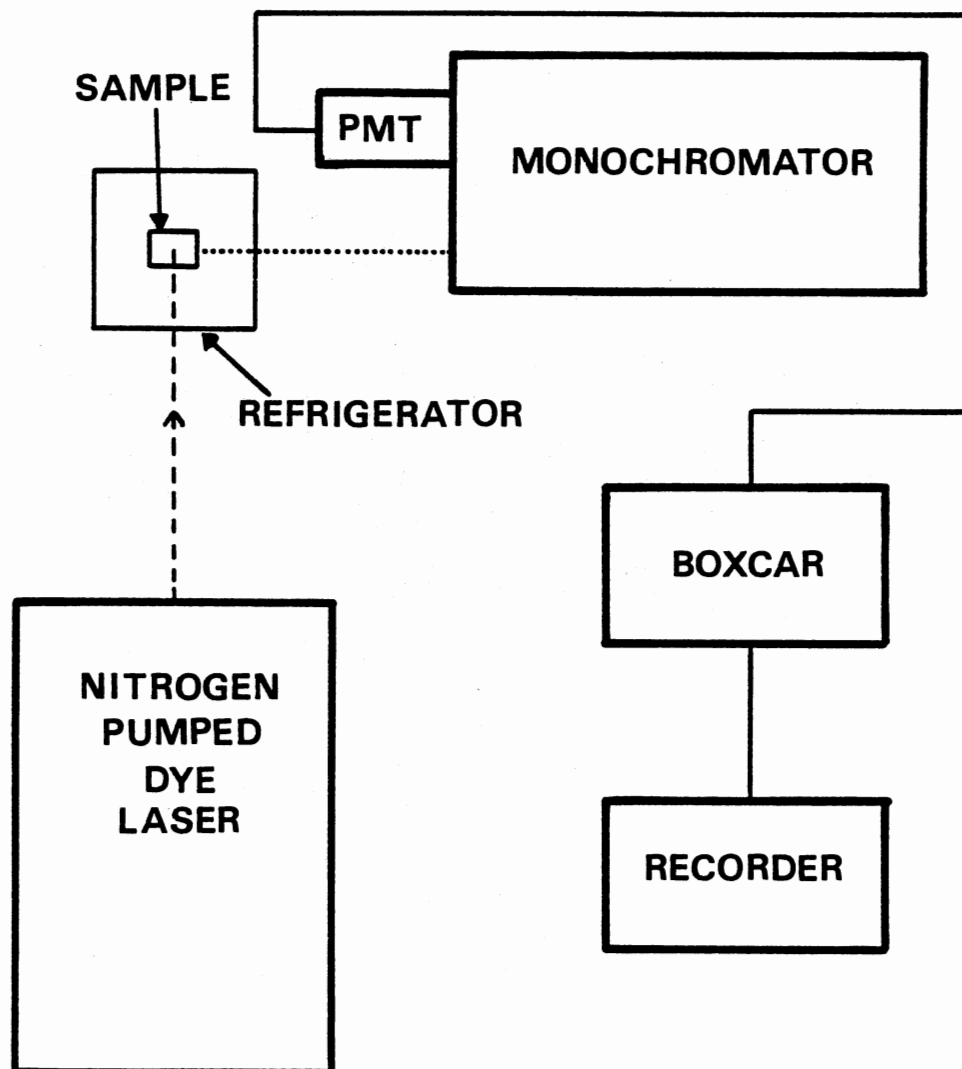 SAMPLE
PMT
MONOCHROMATOR
REFRIGERATOR
BOXCAR
NITROGEN
PUMPED
DYE
LASER
RECORDER